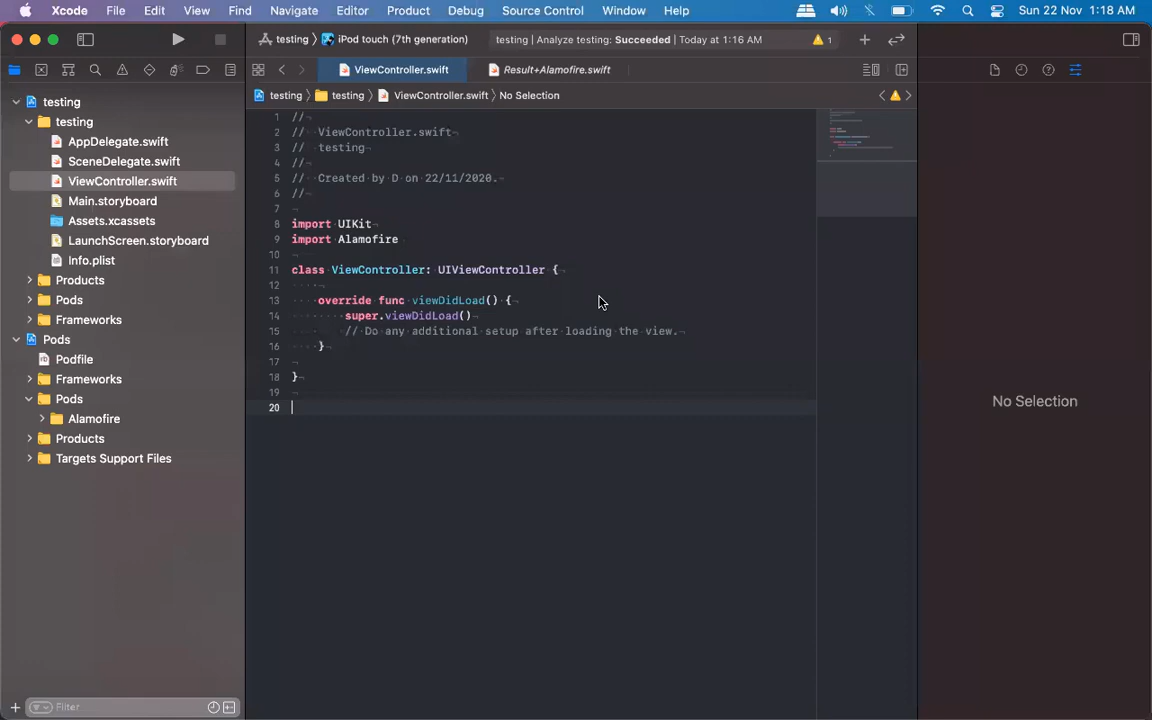 Xcode File Edit View Find Navigate Editor Product Debug Source Control Window Help Sun 22 Nov 1:18 AM
testing iPod touch (7th generation) testing | Analyze testing: Succeeded | Today at 1:16 AM 1
ViewController.swift Result+Alamofire.swift
testing testing ViewController.swift No Selection
testing
testing
AppDelegate.swift
SceneDelegate.swift
ViewController.swift
Main.storyboard
Assets.xcassets
LaunchScreen.storyboard
Info.plist
Products
Pods
Frameworks
Pods
Podfile
Frameworks
Pods
Alamofire
Products
Targets Support Files
Filter
1 //
2 // ViewController.swift
3 // testing
4 //
5 // Created by D on 22/11/2020.
6 //
7
8 import UIKit
9 import Alamofire
10
11 class ViewController: UIViewController {
12
13 override func viewDidLoad() {
14 super.viewDidLoad()
15 // Do any additional setup after loading the view.
16 }
17
18 }
19
20
No Selection